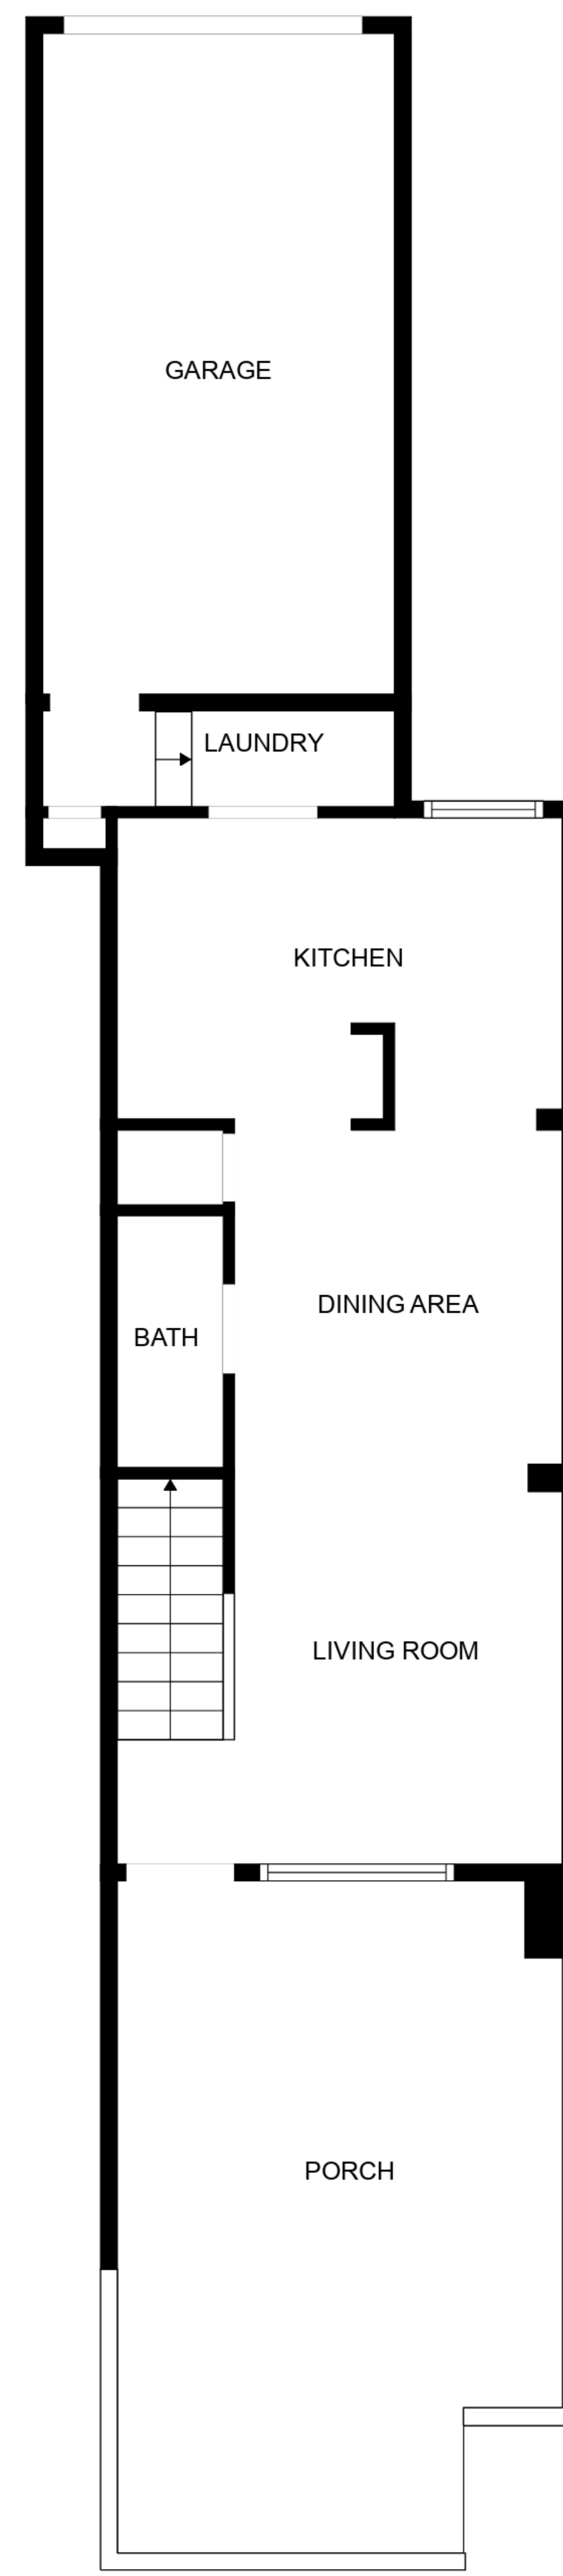 GARAGE
LAUNDRY
KITCHEN
DINING AREA
BATH
LIVING ROOM
PORCH